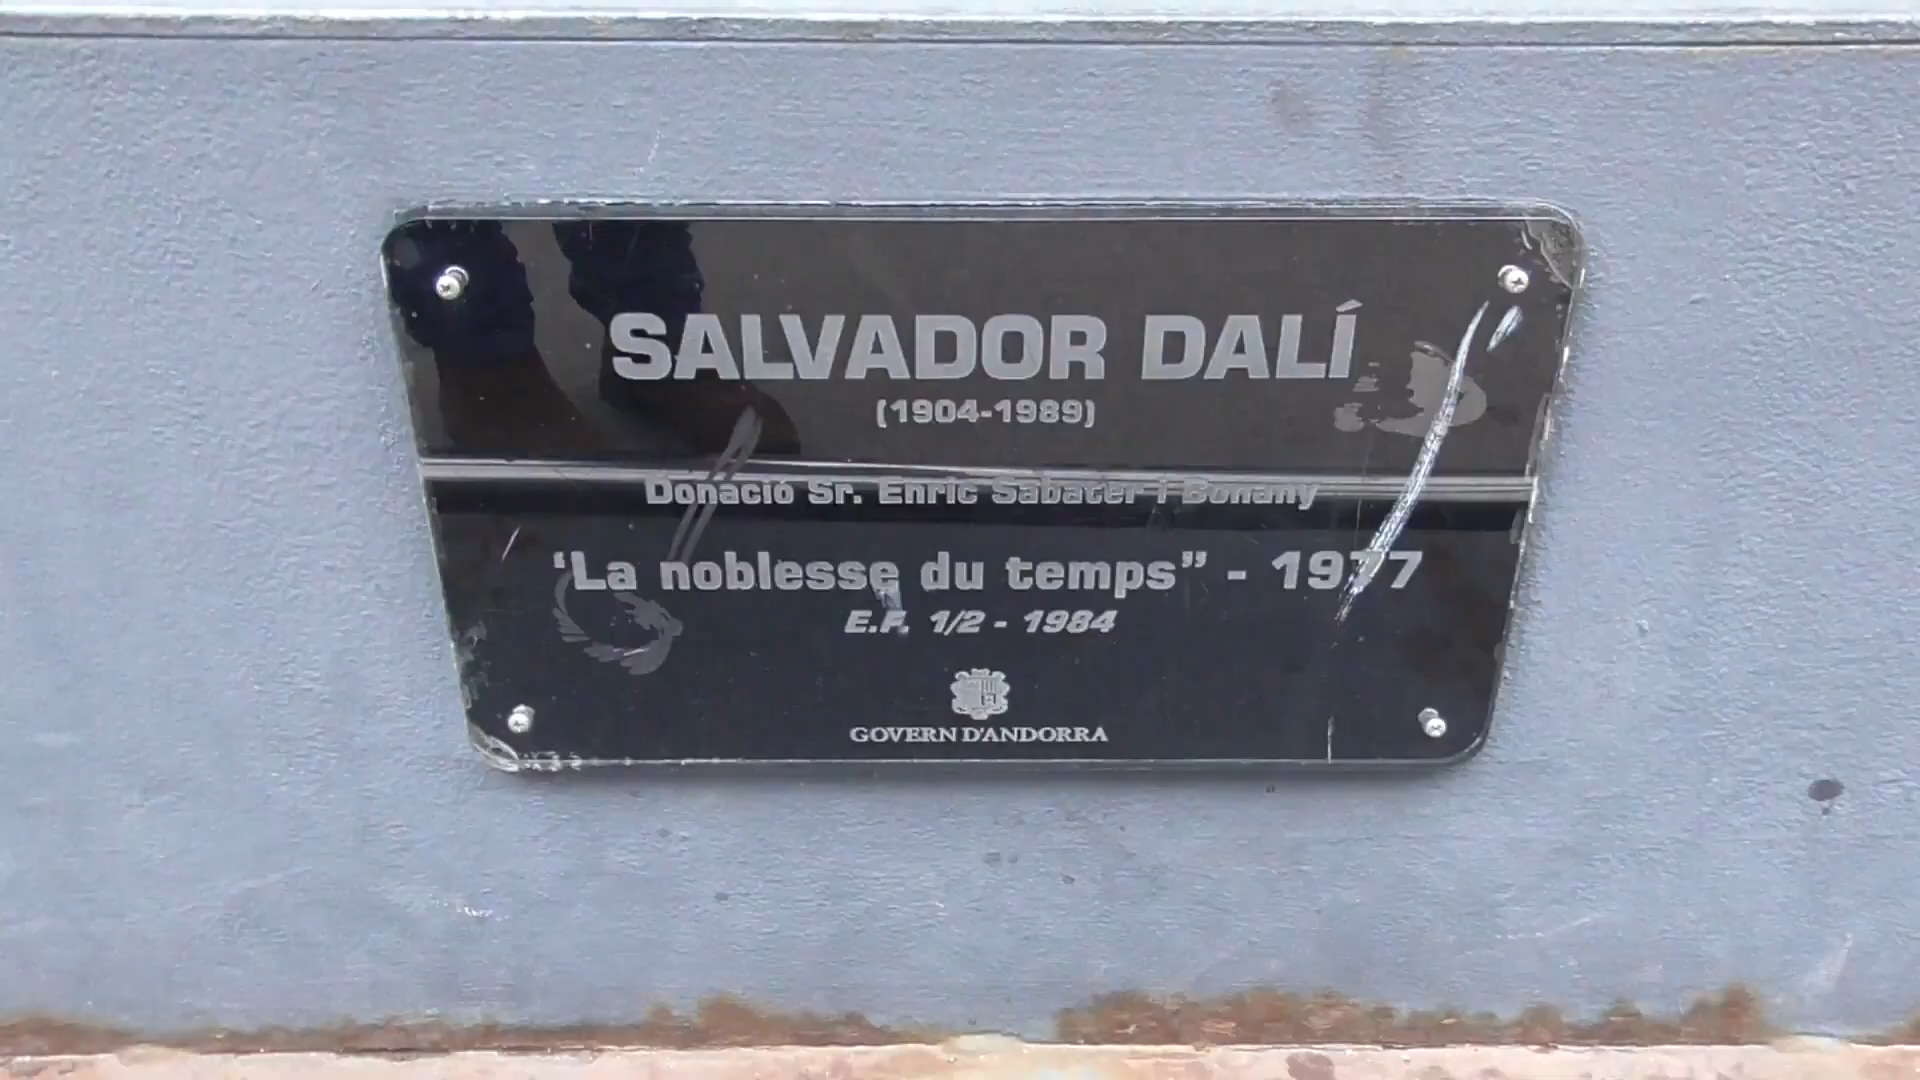 SALVADOR DALÍ
(1904-1989)
Donació Sr. Enric Sabater i Bonany
"La noblesse du temps" - 1977
E.F. 1/2 - 1984
GOVERN D'ANDORRA